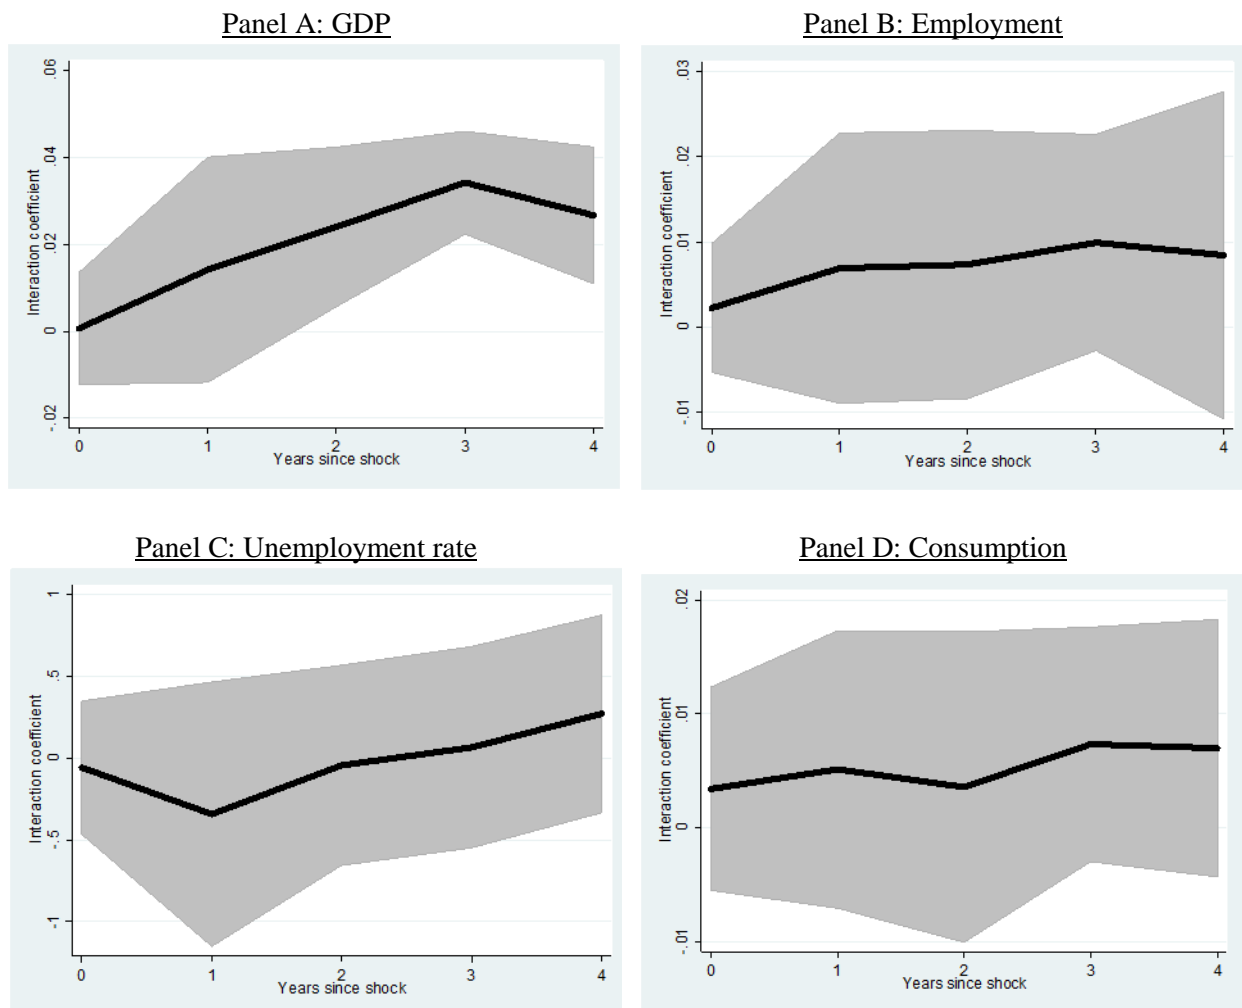 Panel A: GDP
Interaction coefficient
.06
.04
.02
0
-.02
0 1 2 3 4
Years since shock
Panel B: Employment
Interaction coefficient
.03
.02
.01
0
-.01
0 1 2 3 4
Years since shock
Panel C: Unemployment rate
Interaction coefficient
1
.5
0
-.5
-1
0 1 2 3 4
Years since shock
Panel D: Consumption
Interaction coefficient
.02
.01
0
-.01
0 1 2 3 4
Years since shock